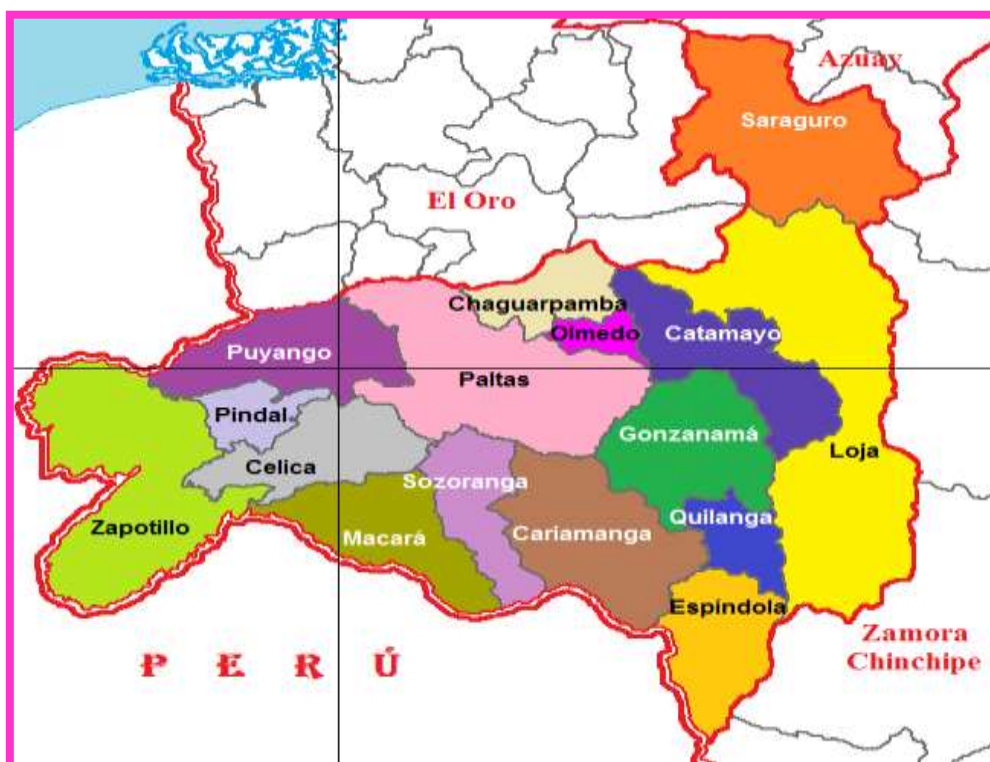 Azuay
Saraguro
El Oro
Chaguarpamba
Olmedo
Catamayo
Puyango
Paltas
Pindal
Gonzanamá
Loja
Celica
Sozoranga
Quilanga
Zapotillo
Macará
Cariamanga
Espíndola
Zamora
Chinchipe
PERÚ